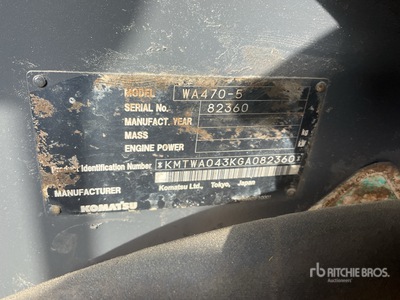 MODEL WA470-5
SERIAL No. 82360
MANUFACT. YEAR
MASS
ENGINE POWER
Product Identification Number *KMTWA043KGA082360*
MANUFACTURER Komatsu Ltd., Tokyo, Japan
KOMATSU
rb RITCHIE BROS.
Auctioneers